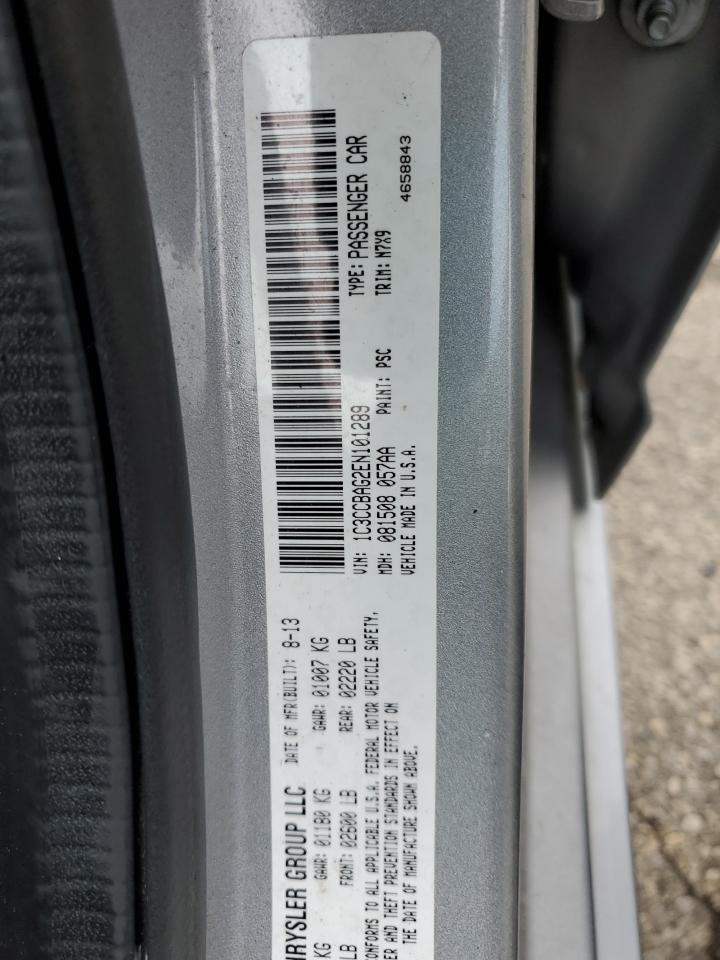 HRYSLER GROUP LLC
DATE OF MFR(BUILT): 8-13
KG GAWR: 01180 KG GAWR: 01007 KG
LB FRONT: 02600 LB REAR: 02220 LB
ONFORMS TO ALL APPLICABLE U.S.A. FEDERAL MOTOR VEHICLE SAFETY,
ER AND THEFT PREVENTION STANDARDS IN EFFECT ON
THE DATE OF MANUFACTURE SHOWN ABOVE.
VIN: 1C3CCBAG2EN101289 TYPE: PASSENGER CAR
MDH: 081508 057AA PAINT: PSC TRIM: M7X9
VEHICLE MADE IN U.S.A. 4658843